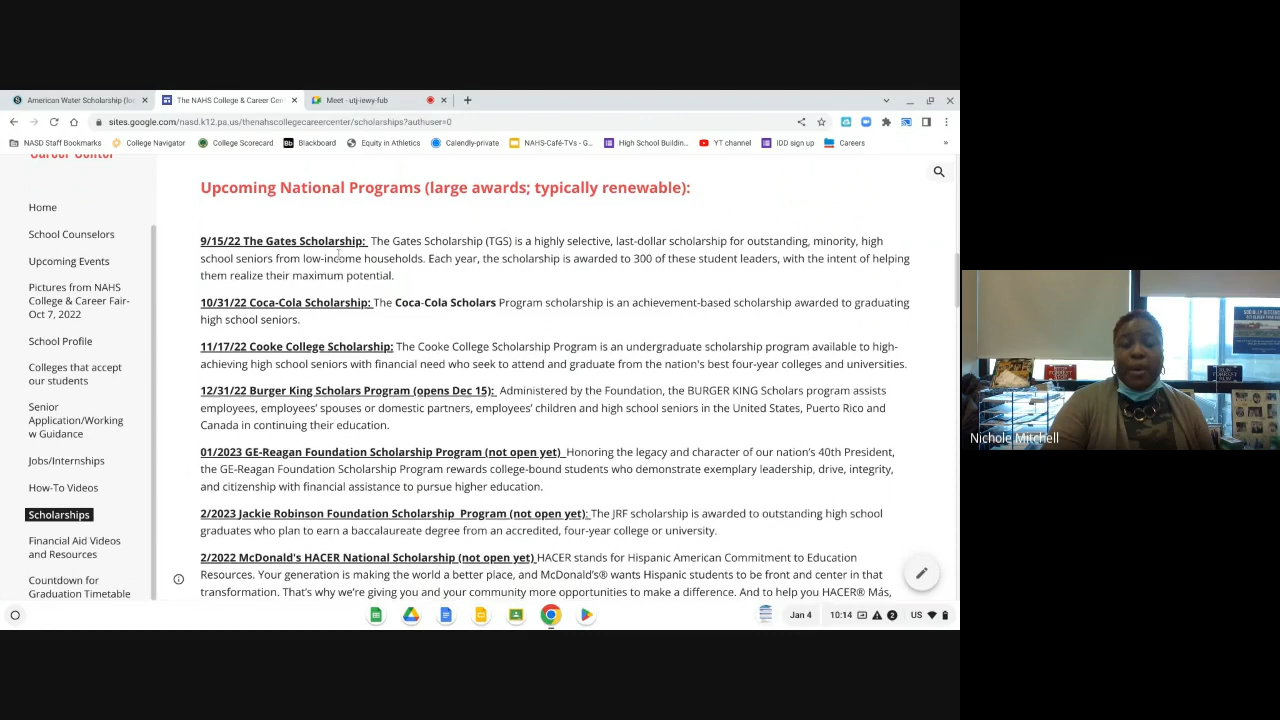 American Water Scholarship (lo
The NAHS College & Career Cen
Meet - utj-iewy-fub
sites.google.com/nasd.k12.pa.us/thenahscollegecareercenter/scholarships?authuser=0
NASD Staff Bookmarks College Navigator College Scorecard Bb Blackboard Equity in Athletics Calendly-private NAHS-Café-TVs - G... High School Buildin... YT channel IDD sign up Careers »
Home
School Counselors
Upcoming Events
Pictures from NAHS
College & Career Fair-
Oct 7, 2022
School Profile
Colleges that accept
our students
Senior
Application/Working
w Guidance
Jobs/Internships
How-To Videos
Scholarships
Financial Aid Videos
and Resources
Countdown for
Graduation Timetable
Upcoming National Programs (large awards; typically renewable):
9/15/22 The Gates Scholarship: The Gates Scholarship (TGS) is a highly selective, last-dollar scholarship for outstanding, minority, high
school seniors from low-income households. Each year, the scholarship is awarded to 300 of these student leaders, with the intent of helping
them realize their maximum potential.
10/31/22 Coca-Cola Scholarship: The Coca-Cola Scholars Program scholarship is an achievement-based scholarship awarded to graduating
high school seniors.
11/17/22 Cooke College Scholarship: The Cooke College Scholarship Program is an undergraduate scholarship program available to high-
achieving high school seniors with financial need who seek to attend and graduate from the nation's best four-year colleges and universities.
12/31/22 Burger King Scholars Program (opens Dec 15): Administered by the Foundation, the BURGER KING Scholars program assists
employees, employees' spouses or domestic partners, employees' children and high school seniors in the United States, Puerto Rico and
Canada in continuing their education.
01/2023 GE-Reagan Foundation Scholarship Program (not open yet) Honoring the legacy and character of our nation's 40th President,
the GE-Reagan Foundation Scholarship Program rewards college-bound students who demonstrate exemplary leadership, drive, integrity,
and citizenship with financial assistance to pursue higher education.
2/2023 Jackie Robinson Foundation Scholarship Program (not open yet): The JRF scholarship is awarded to outstanding high school
graduates who plan to earn a baccalaureate degree from an accredited, four-year college or university.
2/2022 McDonald's HACER National Scholarship (not open yet) HACER stands for Hispanic American Commitment to Education
Resources. Your generation is making the world a better place, and McDonald's® wants Hispanic students to be front and center in that
transformation. That's why we're giving you and your community more opportunities to make a difference. And to help you HACER® Más,
Jan 4 10:14 2 US
Nichole Mitchell